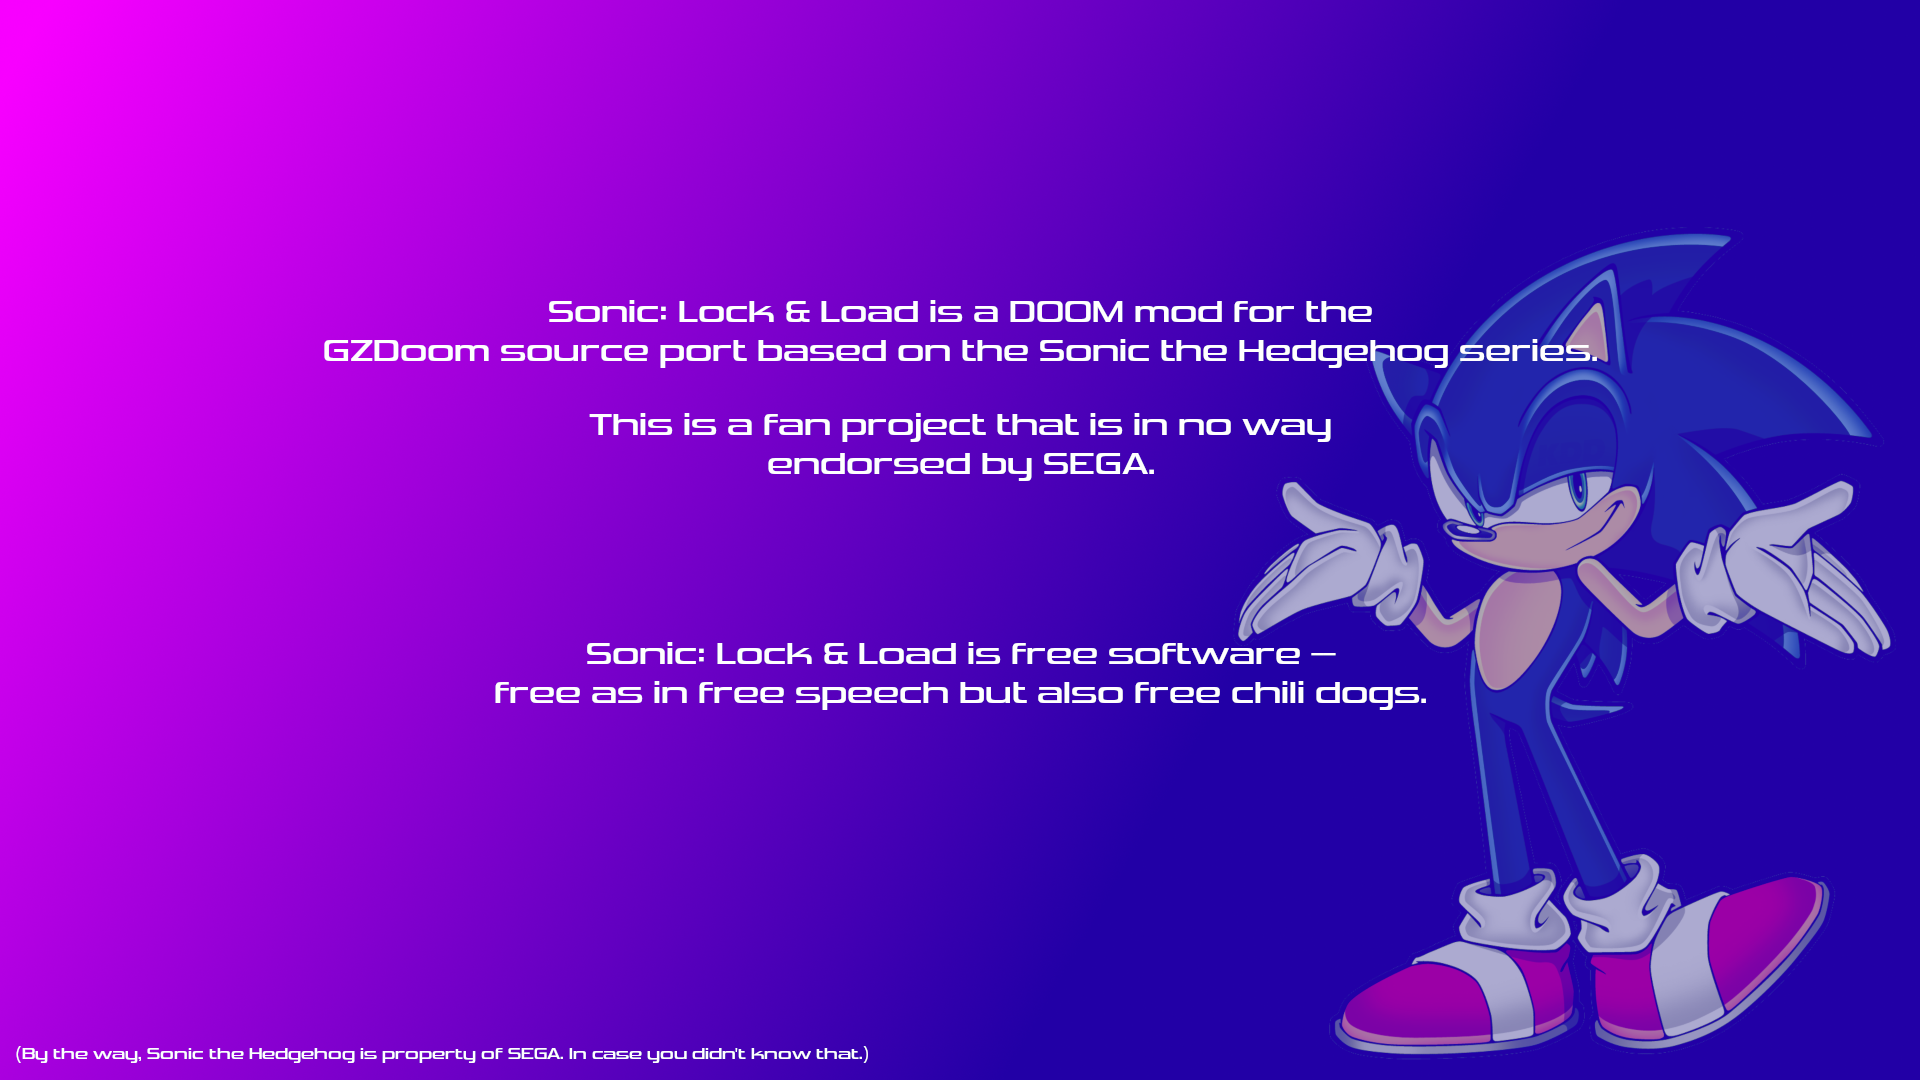 Sonic: Lock & Load is a DOOM mod for the
GZDoom source port based on the Sonic the Hedgehog series.
This is a fan project that is in no way
endorsed by SEGA.
Sonic: Lock & Load is free software —
free as in free speech but also free chili dogs.
(By the way, Sonic the Hedgehog is property of SEGA. In case you didn't know that.)